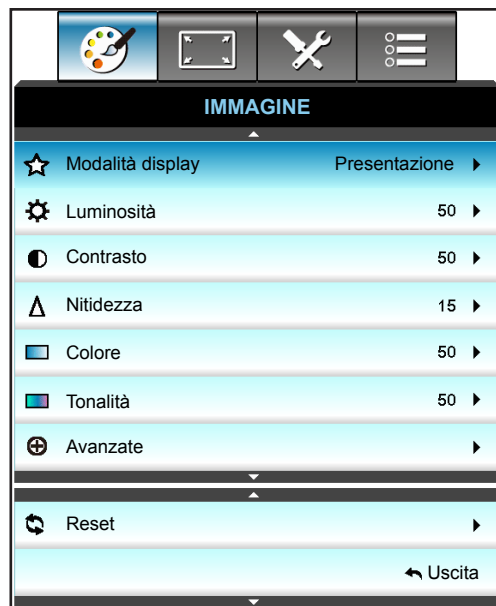 IMMAGINE
Modalità display Presentazione
Luminosità 50
Contrasto 50
Nitidezza 15
Colore 50
Tonalità 50
Avanzate
Reset
Uscita